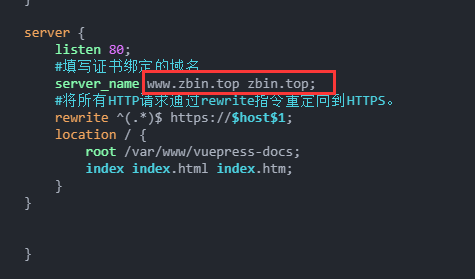 }
server {
listen 80;
#填写证书绑定的域名
server_name www.zbin.top zbin.top;
#将所有HTTP请求通过rewrite指令重定向到HTTPS。
rewrite ^(.*)$ https://$host$1;
location / {
root /var/www/vuepress-docs;
index index.html index.htm;
}
}
}